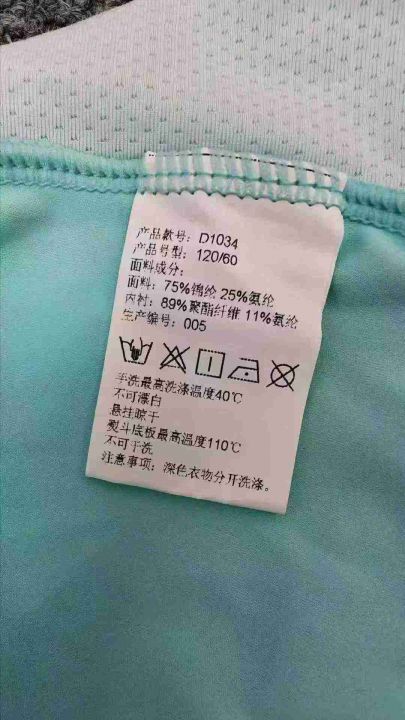 产品款号：D1034
产品号型：120/60
面料成分：
面料：75%锦纶 25%氨纶
内衬：89%聚酯纤维 11%氨纶
生产编号：005
手洗最高洗涤温度40℃
不可漂白
悬挂晾干
熨斗底板最高温度110℃
不可干洗
注意事项：深色衣物分开洗涤。